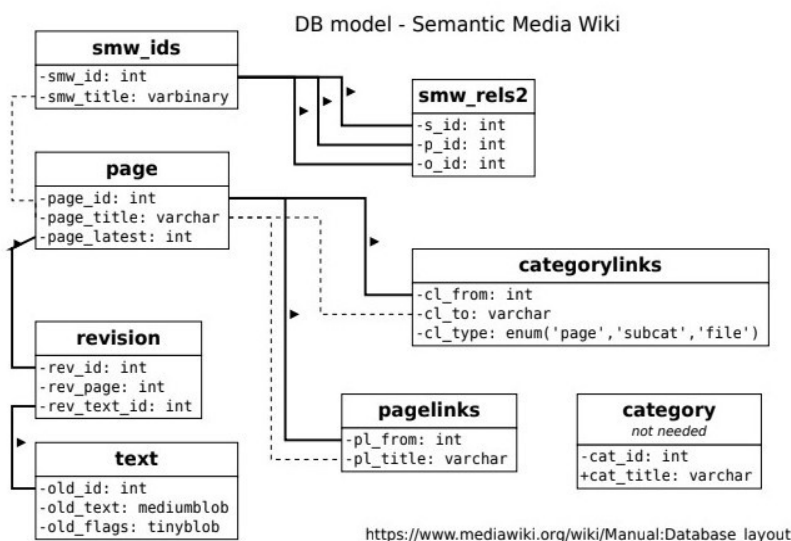 DB model - Semantic Media Wiki
smw_ids
-smw_id: int
-smw_title: varbinary
smw_rels2
-s_id: int
-p_id: int
-o_id: int
page
-page_id: int
-page_title: varchar
-page_latest: int
categorylinks
-cl_from: int
-cl_to: varchar
-cl_type: enum('page','subcat','file')
revision
-rev_id: int
-rev_page: int
-rev_text_id: int
pagelinks
-pl_from: int
-pl_title: varchar
category
not needed
-cat_id: int
+cat_title: varchar
text
-old_id: int
-old_text: mediumblob
-old_flags: tinyblob
https://www.mediawiki.org/wiki/Manual:Database_layout